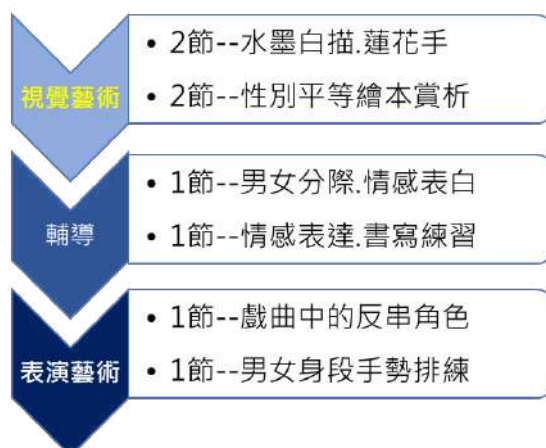 視覺藝術
• 2節--水墨白描.蓮花手
• 2節--性別平等繪本賞析
輔導
• 1節--男女分際.情感表白
• 1節--情感表達.書寫練習
表演藝術
• 1節--戲曲中的反串角色
• 1節--男女身段手勢排練